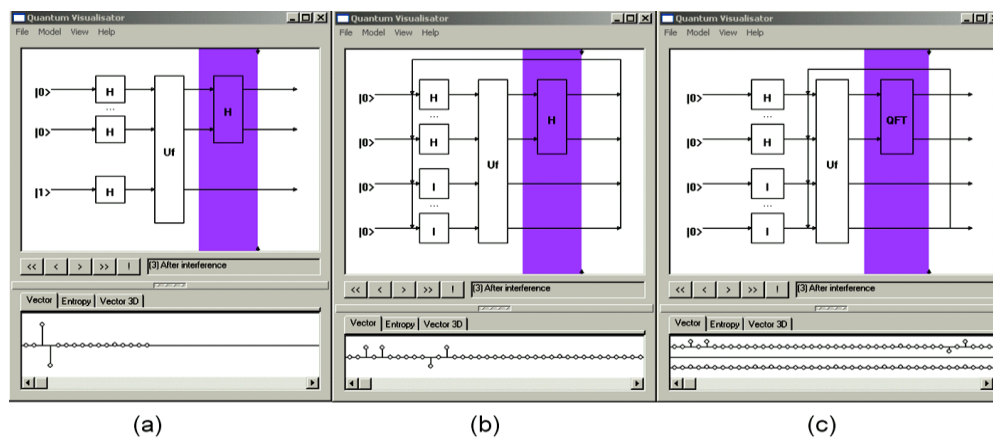 Quantum Visualisator
File Model View Help
|0> H
...
|0> H
H
Uf
|1> H
<< < > >> ! (3) After interference
Vector Entropy Vector 3D
(a)
Quantum Visualisator
File Model View Help
|0> H
...
H
|0> H
Uf
|0> I
...
|0> I
<< < > >> ! (3) After interference
Vector Entropy Vector 3D
(b)
Quantum Visualisator
File Model View Help
|0> H
...
QFT
|0> H
Uf
|0> I
...
|0> I
<< < > >> ! (3) After interference
Vector Entropy Vector 3D
(c)